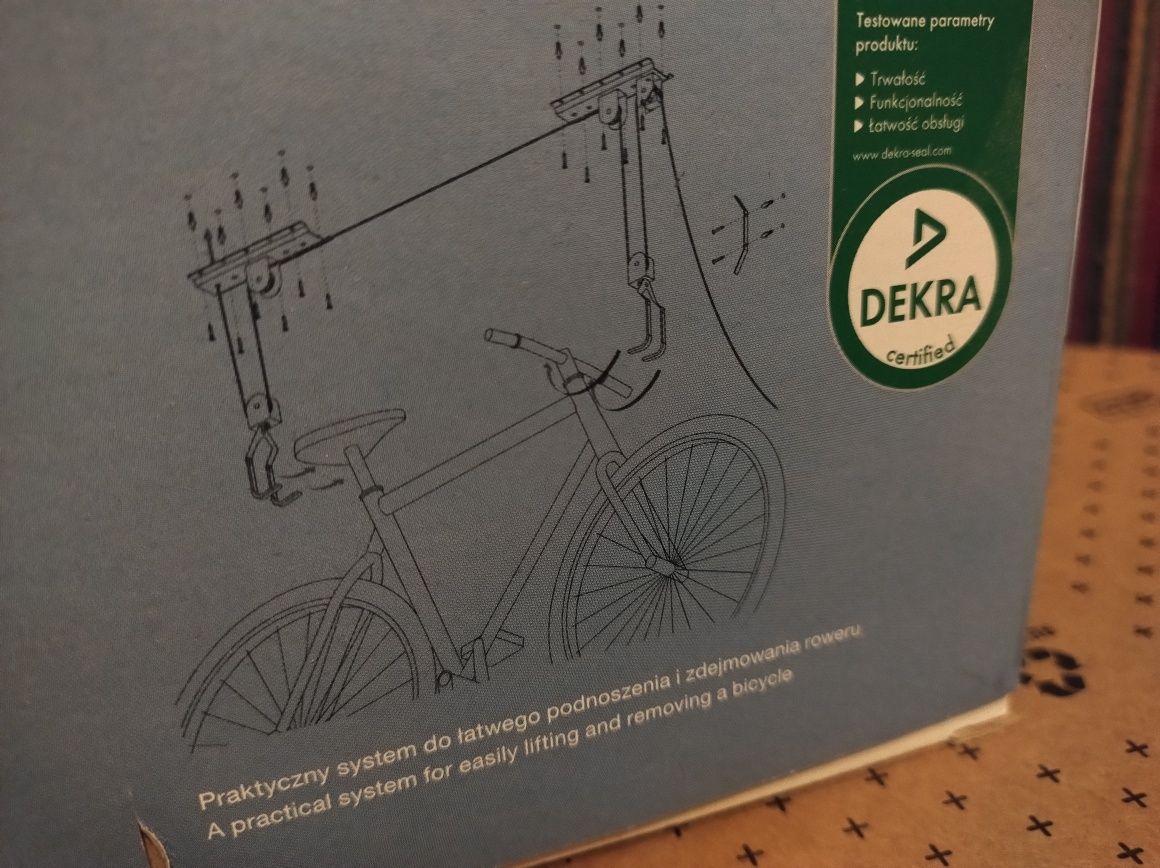 Testowane parametry
produktu:
Trwałość
Funkcjonalność
Łatwość obsługi
www.dekra-seal.com
DEKRA
certified
Praktyczny system do łatwego podnoszenia i zdejmowania roweru
A practical system for easily lifting and removing a bicycle